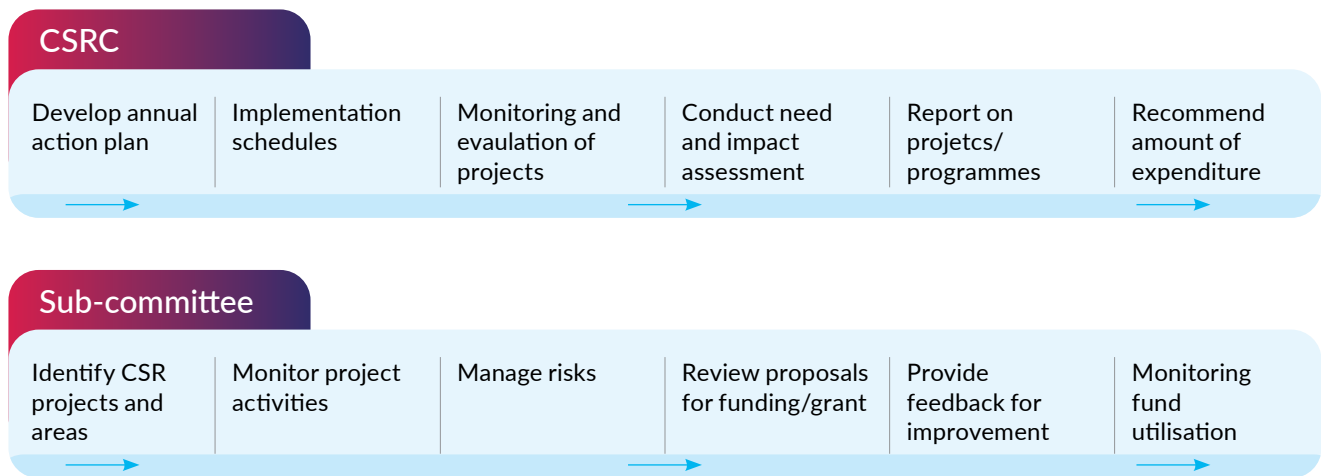 CSRC
Develop annual
action plan
Implementation
schedules
Monitoring and
evaulation of
projects
Conduct need
and impact
assessment
Report on
projetcs/
programmes
Recommend
amount of
expenditure
Sub-committee
Identify CSR
projects and
areas
Monitor project
activities
Manage risks
Review proposals
for funding/grant
Provide
feedback for
improvement
Monitoring
fund
utilisation